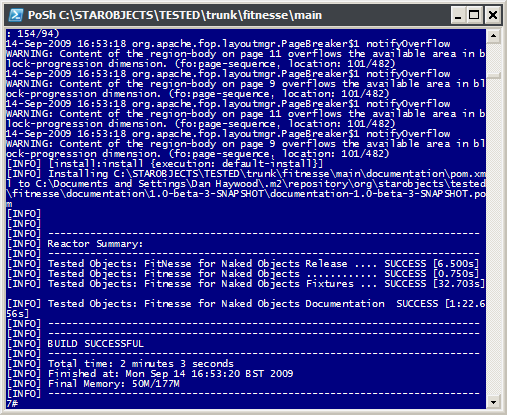 PoSh C:\STAROBJECTS\TESTED\trunk\fitnesse\main
: 154/94)
14-Sep-2009 16:53:18 org.apache.fop.layoutmgr.PageBreaker$1 notifyOverflow
WARNING: Content of the region-body on page 11 overflows the available area in b
lock-progression dimension. (fo:page-sequence, location: 101/482)
14-Sep-2009 16:53:18 org.apache.fop.layoutmgr.PageBreaker$1 notifyOverflow
WARNING: Content of the region-body on page 9 overflows the available area in bl
ock-progression dimension. (fo:page-sequence, location: 101/482)
14-Sep-2009 16:53:18 org.apache.fop.layoutmgr.PageBreaker$1 notifyOverflow
WARNING: Content of the region-body on page 11 overflows the available area in b
lock-progression dimension. (fo:page-sequence, location: 101/482)
14-Sep-2009 16:53:18 org.apache.fop.layoutmgr.PageBreaker$1 notifyOverflow
WARNING: Content of the region-body on page 9 overflows the available area in bl
ock-progression dimension. (fo:page-sequence, location: 101/482)
[INFO] [install:install {execution: default-install}]
[INFO] Installing C:\STAROBJECTS\TESTED\trunk\fitnesse\main\documentation\pom.xm
l to C:\Documents and Settings\Dan Haywood\.m2\repository\org\starobjects\tested
\fitnesse\documentation\1.0-beta-3-SNAPSHOT\documentation-1.0-beta-3-SNAPSHOT.po
m
[INFO]
[INFO]
[INFO] ------------------------------------------------------------------------
[INFO] Reactor Summary:
[INFO] ------------------------------------------------------------------------
[INFO] Tested Objects: FitNesse for Naked Objects Release .... SUCCESS [6.500s]
[INFO] Tested Objects: Fitnesse for Naked Objects ............ SUCCESS [0.750s]
[INFO] Tested Objects: Fitnesse for Naked Objects Fixtures ... SUCCESS [32.703s]
[INFO] Tested Objects: Fitnesse for Naked Objects Documentation  SUCCESS [1:22.6
56s]
[INFO] ------------------------------------------------------------------------
[INFO] ------------------------------------------------------------------------
[INFO] BUILD SUCCESSFUL
[INFO] ------------------------------------------------------------------------
[INFO] Total time: 2 minutes 3 seconds
[INFO] Finished at: Mon Sep 14 16:53:20 BST 2009
[INFO] Final Memory: 50M/177M
[INFO] ------------------------------------------------------------------------
7#